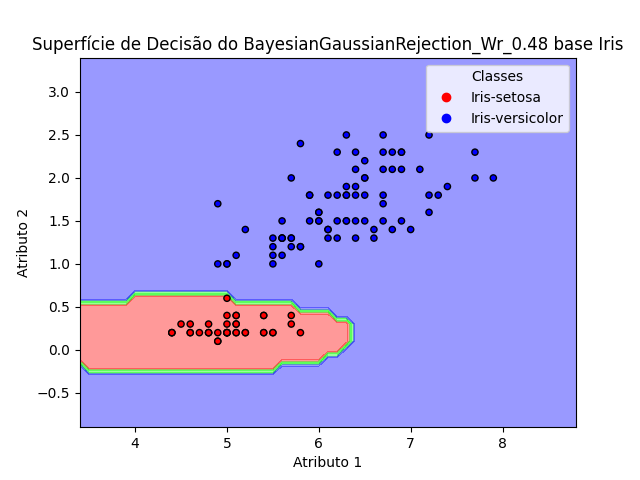 Superfície de Decisão do BayesianGaussianRejection_Wr_0.48 base Iris
Classes
Iris-setosa
Iris-versicolor
3.0
2.5
2.0
1.5
1.0
0.5
0.0
−0.5
Atributo 2
4 5 6 7 8
Atributo 1